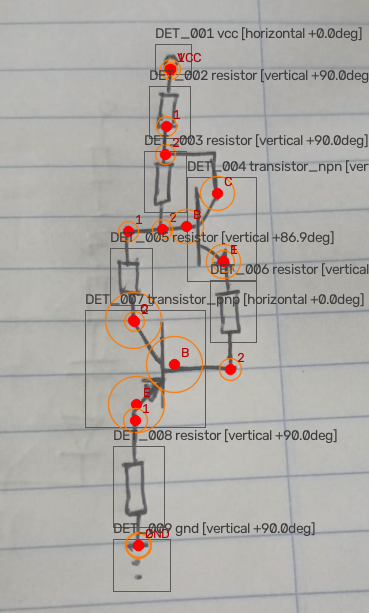 DET_001 vcc [horizontal +0.0deg]
VCC
DET_002 resistor [vertical +90.0deg]
1
2
DET_003 resistor [vertical +90.0deg]
DET_004 transistor_npn [ver
C
1
2
B
DET_005 resistor [vertical +86.9deg]
E
DET_006 resistor [vertical
DET_007 transistor_pnp [horizontal +0.0deg]
B
2
E
1
DET_008 resistor [vertical +90.0deg]
DET_009 gnd [vertical +90.0deg]
GND